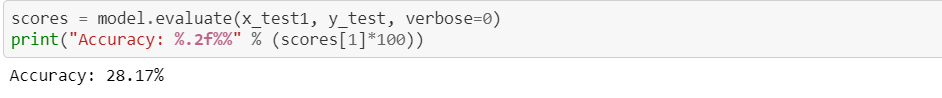 scores = model.evaluate(x_test1, y_test, verbose=0)
print("Accuracy: %.2f%%" % (scores[1]*100))
Accuracy: 28.17%